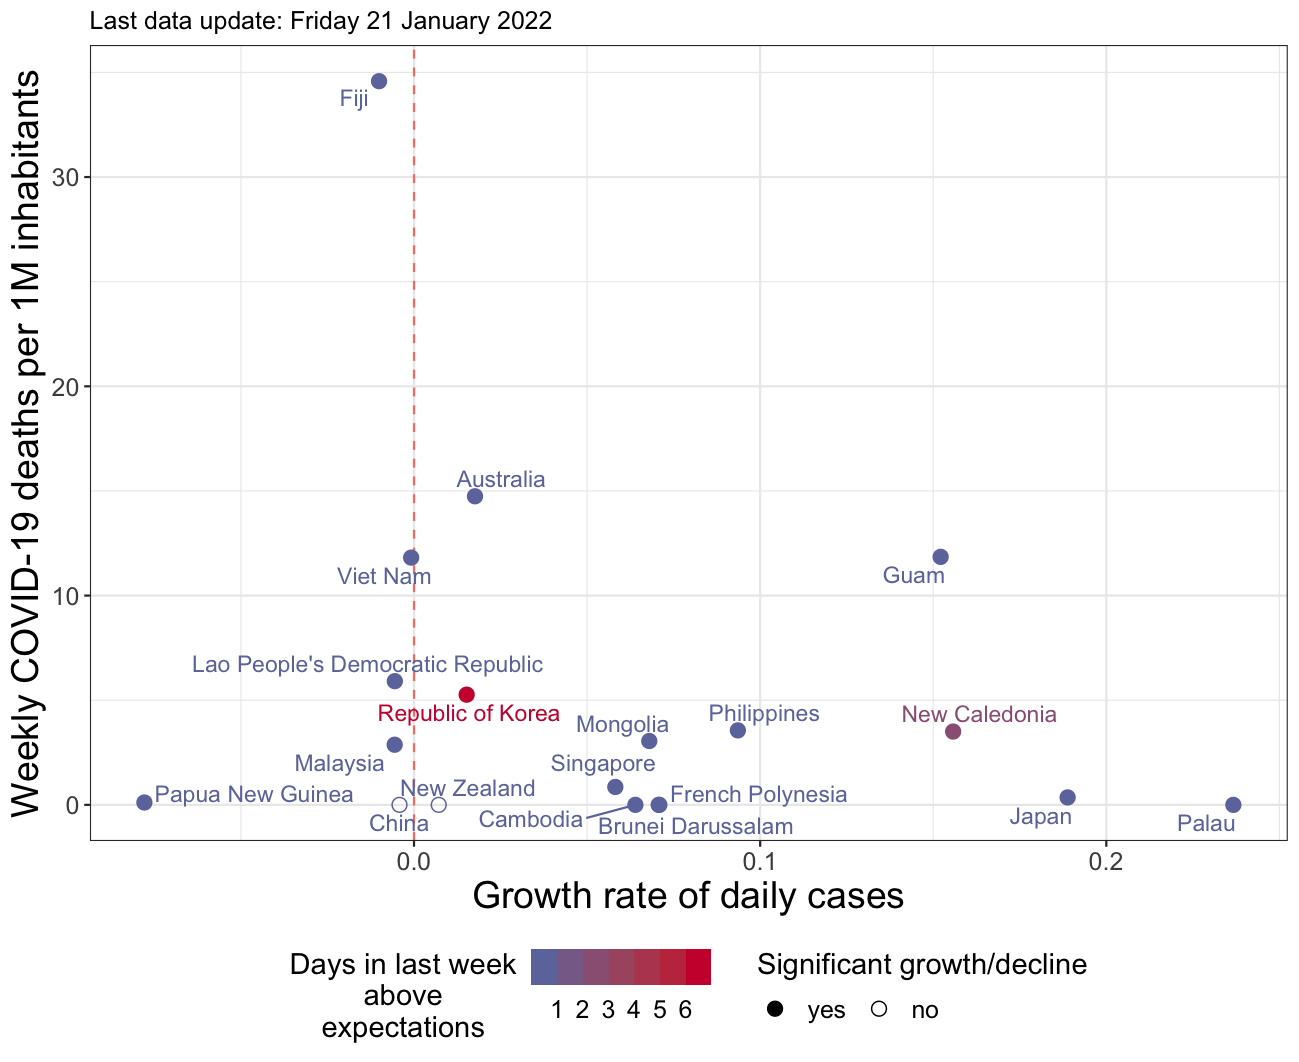 Last data update: Friday 21 January 2022
Weekly COVID-19 deaths per 1M inhabitants
30
20
10
0
Fiji
Australia
Viet Nam
Guam
Lao People's Democratic Republic
Republic of Korea
Mongolia
Philippines
New Caledonia
Malaysia
Singapore
Papua New Guinea
New Zealand
French Polynesia
China
Cambodia
Brunei Darussalam
Japan
Palau
0.0
0.1
0.2
Growth rate of daily cases
Days in last week
above
expectations
1 2 3 4 5 6
Significant growth/decline
yes
no